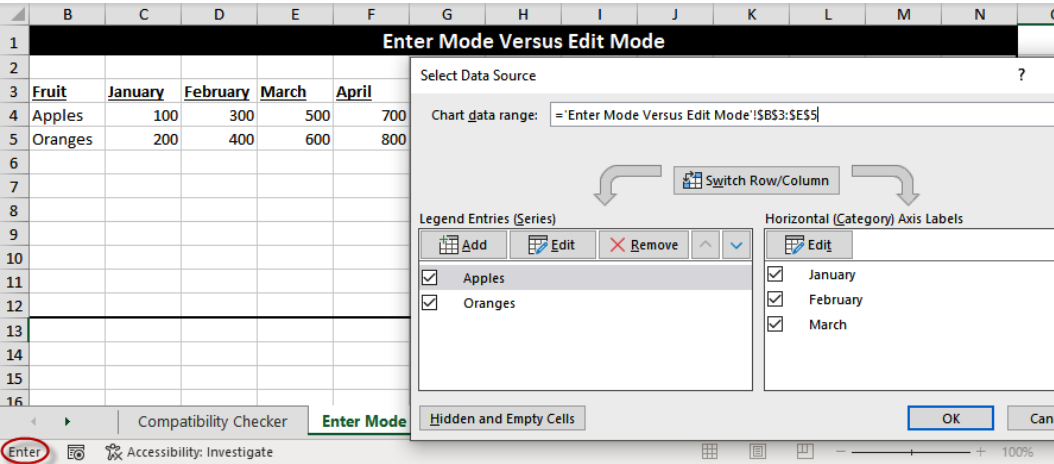 B C D E F G H I J K L M N
1 Enter Mode Versus Edit Mode
2
Select Data Source ?
3 Fruit January February March April
4 Apples 100 300 500 700
Chart data range: ='Enter Mode Versus Edit Mode'!$B$3:$E$5
5 Oranges 200 400 600 800
6
7
Switch Row/Column
8
Legend Entries (Series) Horizontal (Category) Axis Labels
9
Add Edit Remove Edit
10
11
Apples January
12
Oranges February
13
March
14
15
16
Compatibility Checker Enter Mode
Hidden and Empty Cells OK Can
Enter Accessibility: Investigate 100%